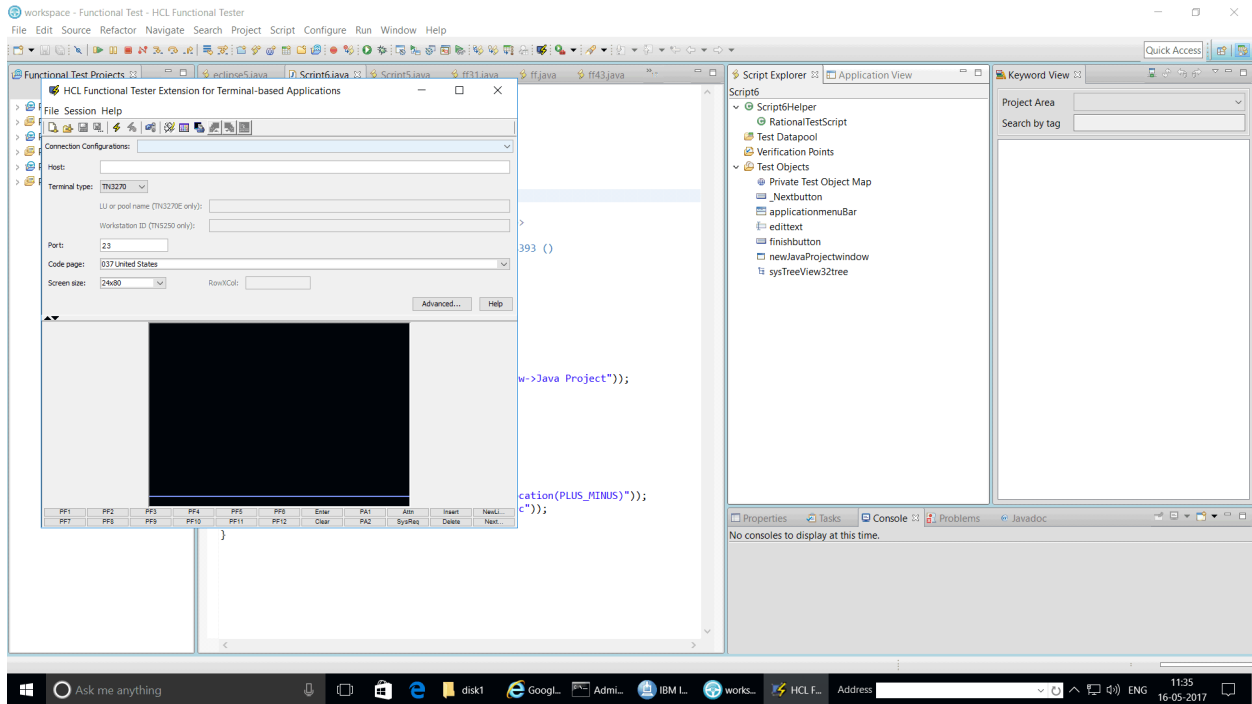 workspace - Functional Test - HCL Functional Tester
File Edit Source Refactor Navigate Search Project Script Configure Run Window Help
Quick Access
Functional Test Projects
eclipse5.java
Script6.java
Script5.java
ff31.java
ff.java
ff43.java
HCL Functional Tester Extension for Terminal-based Applications
File Session Help
Connection Configurations:
Host:
Terminal type: TN3270
LU or pool name (TN3270E only):
Workstation ID (TN5250 only):
Port: 23
Code page: 037 United States
Screen size: 24x80 RowXCol:
Advanced... Help
PF1 PF2 PF3 PF4 PF5 PF6 Enter PA1 Attn Insert NewLi...
PF7 PF8 PF9 PF10 PF11 PF12 Clear PA2 SysReq Delete Next...
>
393 ()
w->Java Project"));
cation(PLUS_MINUS)"));
c"));
}
Script Explorer Application View
Script6
Script6Helper
RationalTestScript
Test Datapool
Verification Points
Test Objects
Private Test Object Map
_Nextbutton
applicationmenuBar
edittext
finishbutton
newJavaProjectwindow
sysTreeView32tree
Keyword View
Project Area
Search by tag
Properties Tasks Console Problems Javadoc
No consoles to display at this time.
Ask me anything
disk1
Googl...
Admi...
IBM I...
works...
HCL F...
Address
ENG
11:35
16-05-2017